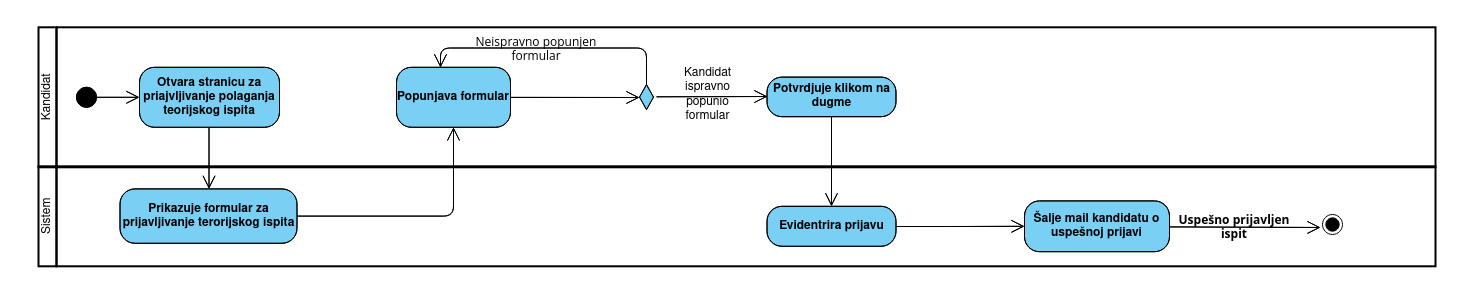 Kandidat
Otvara stranicu za
priajvljivanje polaganja
teorijskog ispita
Popunjava formular
Neispravno popunjen
formular
Kandidat
ispravno
popunio
formular
Potvrdjuje klikom na
dugme
Sistem
Prikazuje formular za
prijavljivanje terorijskog ispita
Evidentrira prijavu
Šalje mail kandidatu o
uspešnoj prijavi
Uspešno prijavljen
ispit